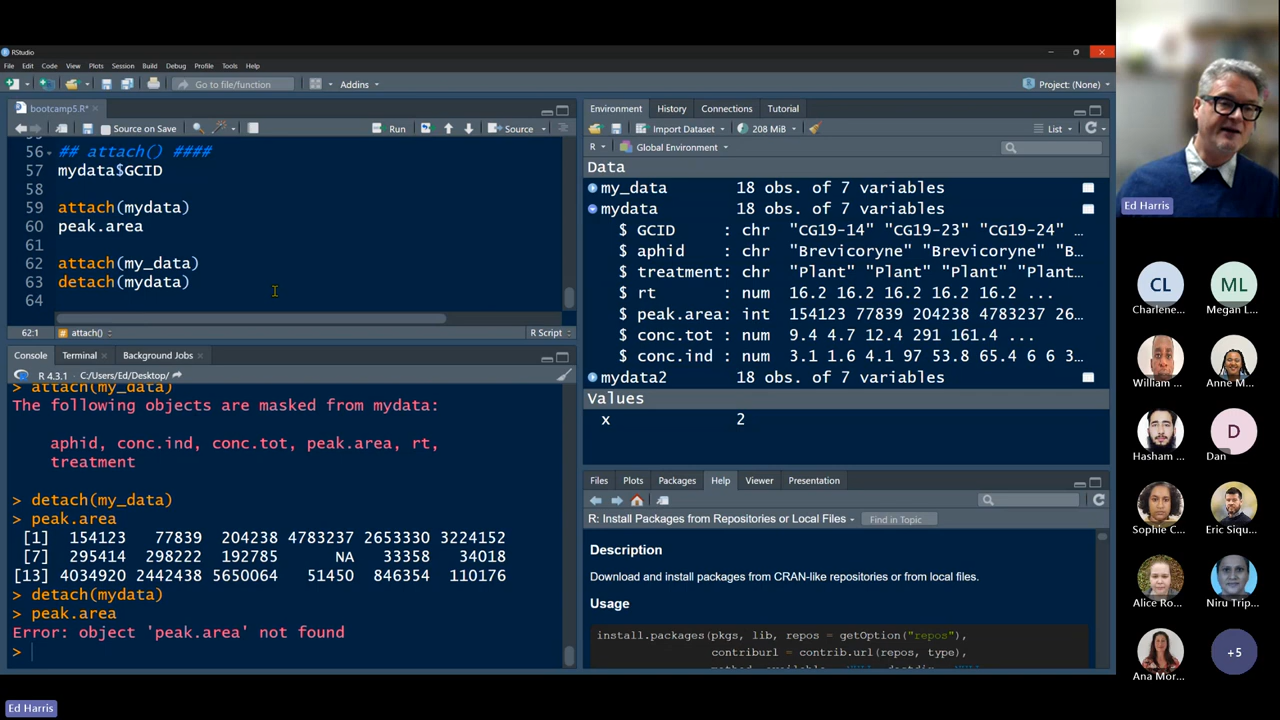 RStudio
File Edit Code View Plots Session Build Debug Profile Tools Help
Go to file/function
Addins
Project: (None)
bootcamp5.R*
Source on Save
Run
Source
56 ## attach() ####
57 mydata$GCID
58
59 attach(mydata)
60 peak.area
61
62 attach(my_data)
63 detach(mydata)
64
62:1
attach()
R Script
Console Terminal Background Jobs
R 4.3.1 · C:/Users/Ed/Desktop/
> attach(my_data)
The following objects are masked from mydata:
aphid, conc.ind, conc.tot, peak.area, rt,
treatment
> detach(my_data)
> peak.area
[1] 154123 77839 204238 4783237 2653330 3224152
[7] 295414 298222 192785 NA 33358 34018
[13] 4034920 2442438 5650064 51450 846354 110176
> detach(mydata)
> peak.area
Error: object 'peak.area' not found
>
Environment History Connections Tutorial
Import Dataset
208 MiB
List
R
Global Environment
Data
my_data 18 obs. of 7 variables
mydata 18 obs. of 7 variables
$ GCID : chr "CG19-14" "CG19-23" "CG19-24" …
$ aphid : chr "Brevicoryne" "Brevicoryne" "B…
$ treatment: chr "Plant" "Plant" "Plant" "Plant…
$ rt : num 16.2 16.2 16.2 16.2 16.2 ...
$ peak.area: int 154123 77839 204238 4783237 26…
$ conc.tot : num 9.4 4.7 12.4 291 161.4 ...
$ conc.ind : num 3.1 1.6 4.1 97 53.8 65.4 6 6 3…
mydata2 18 obs. of 7 variables
Values
x 2
Files Plots Packages Help Viewer Presentation
R: Install Packages from Repositories or Local Files
Find in Topic
Description
Download and install packages from CRAN-like repositories or from local files.
Usage
install.packages(pkgs, lib, repos = getOption("repos"),
contriburl = contrib.url(repos, type),
Ed Harris
CL
Charlene...
ML
Megan L...
William ...
Anne M...
Hasham ...
D
Dan
Sophie C...
Eric Siqu...
Alice Ro...
Niru Trip...
Ana Mor...
+5
Ed Harris